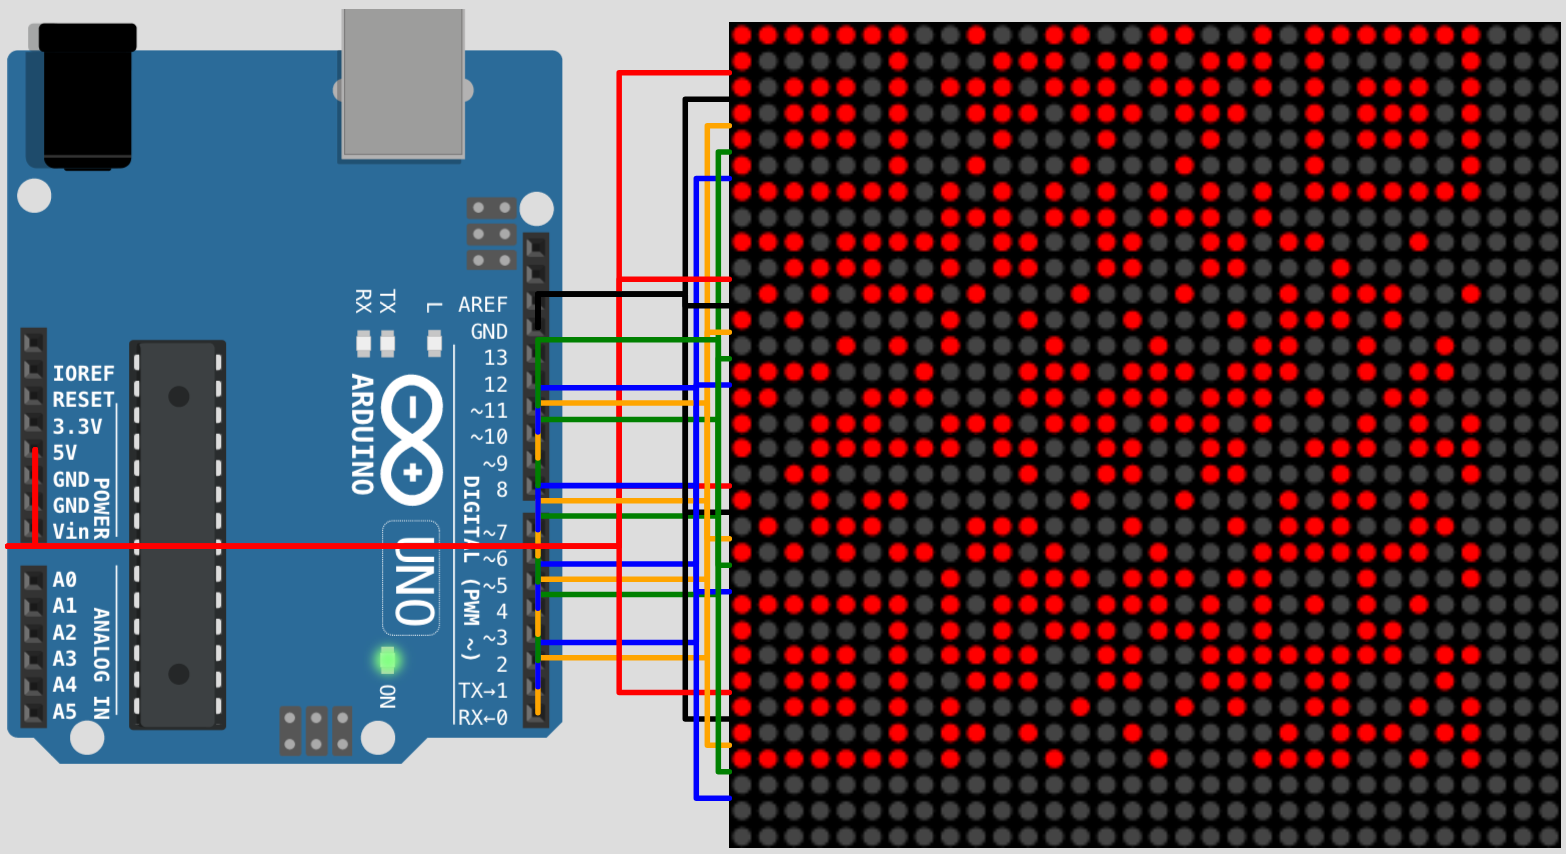 RX
TX
L
AREF
GND
13
12
~11
~10
~9
8
~7
~6
~5
4
~3
2
TX→1
RX←0
DIGITAL (PWM ~)
ARDUINO
UNO
ON
IOREF
RESET
3.3V
5V
GND
GND
Vin
POWER
A0
A1
A2
A3
A4
A5
ANALOG IN